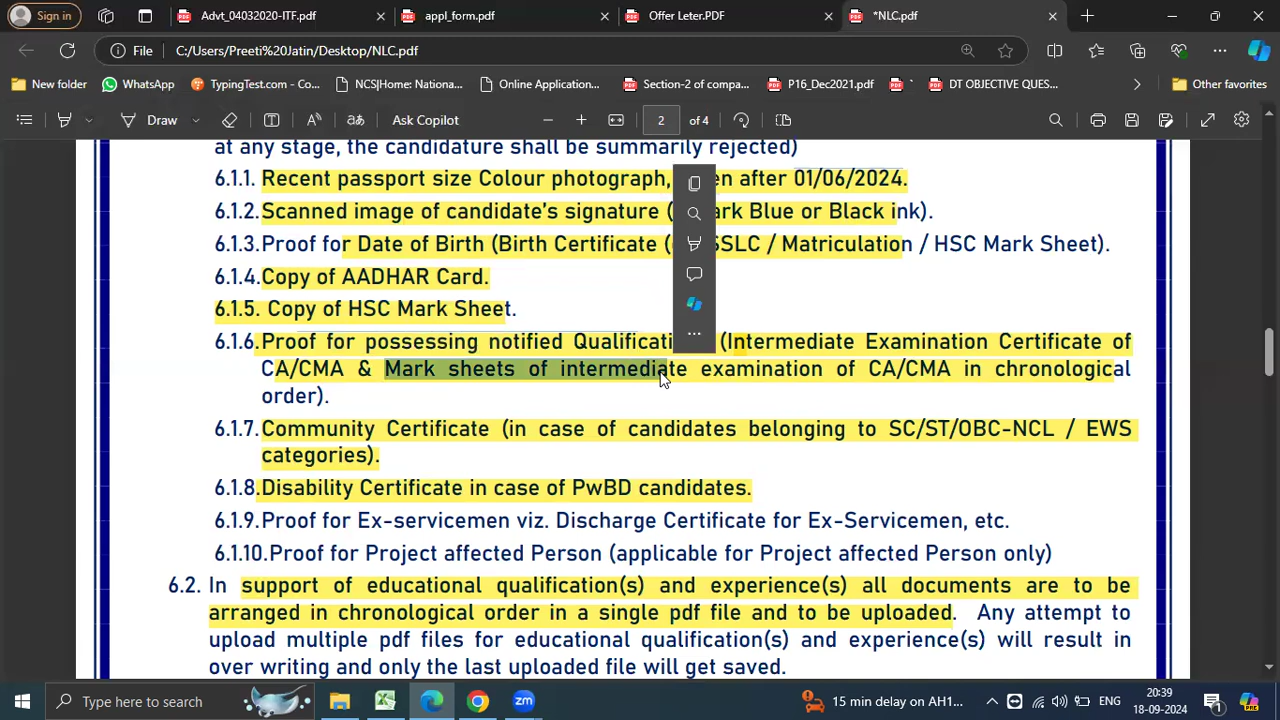 Sign in
Advt_04032020-ITF.pdf
appl_form.pdf
Offer Leter.PDF
*NLC.pdf
File C:/Users/Preeti%20Jatin/Desktop/NLC.pdf
New folder
WhatsApp
TypingTest.com - Co...
NCS|Home: Nationa...
Online Application...
Section-2 of compa...
P16_Dec2021.pdf
DT OBJECTIVE QUES...
Other favorites
Draw
Ask Copilot
2 of 4
at any stage, the candidature shall be summarily rejected)
6.1.1. Recent passport size Colour photograph, en after 01/06/2024.
6.1.2. Scanned image of candidate's signature ( ark Blue or Black ink).
6.1.3. Proof for Date of Birth (Birth Certificate ( SSLC / Matriculation / HSC Mark Sheet).
6.1.4. Copy of AADHAR Card.
6.1.5. Copy of HSC Mark Sheet.
6.1.6. Proof for possessing notified Qualificati (Intermediate Examination Certificate of
CA/CMA & Mark sheets of intermediate examination of CA/CMA in chronological
order).
6.1.7. Community Certificate (in case of candidates belonging to SC/ST/OBC-NCL / EWS
categories).
6.1.8. Disability Certificate in case of PwBD candidates.
6.1.9. Proof for Ex-servicemen viz. Discharge Certificate for Ex-Servicemen, etc.
6.1.10. Proof for Project affected Person (applicable for Project affected Person only)
6.2. In support of educational qualification(s) and experience(s) all documents are to be
arranged in chronological order in a single pdf file and to be uploaded. Any attempt to
upload multiple pdf files for educational qualification(s) and experience(s) will result in
over writing and only the last uploaded file will get saved.
Type here to search
15 min delay on AH1...
ENG
20:39
18-09-2024